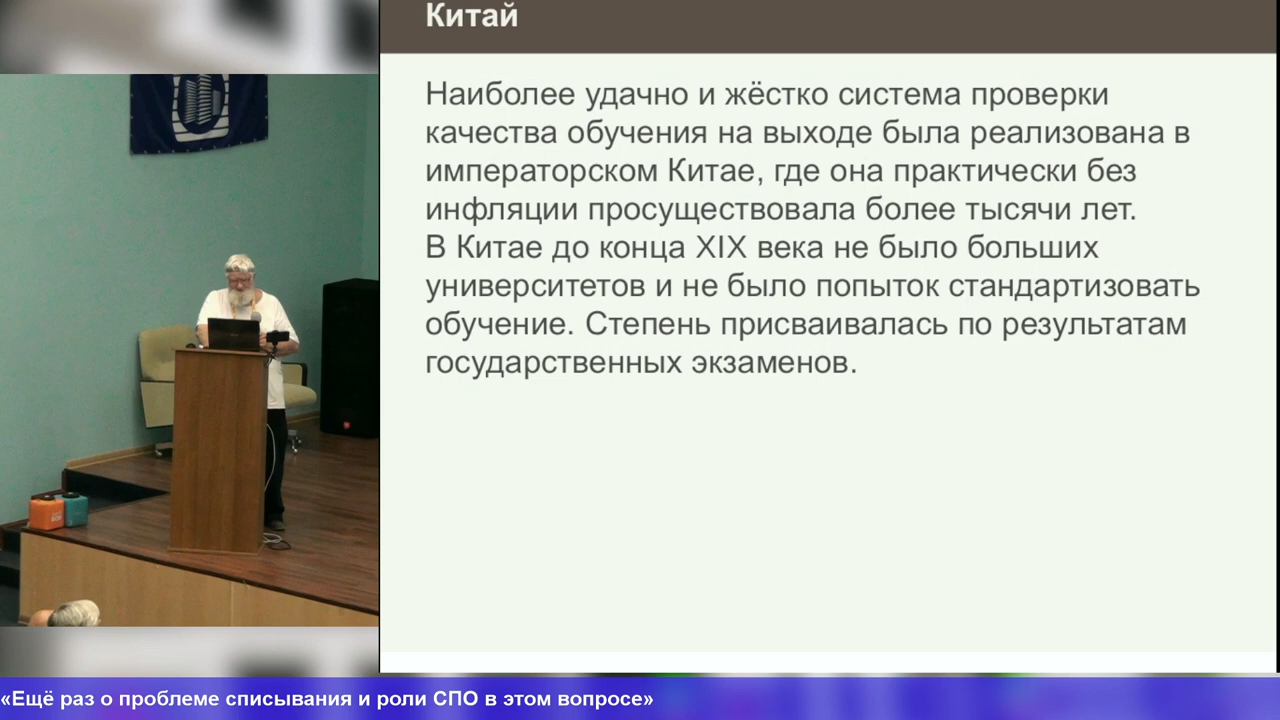 Китай
Наиболее удачно и жёстко система проверки
качества обучения на выходе была реализована в
императорском Китае, где она практически без
инфляции просуществовала более тысячи лет.
В Китае до конца XIX века не было больших
университетов и не было попыток стандартизовать
обучение. Степень присваивалась по результатам
государственных экзаменов.
«Ещё раз о проблеме списывания и роли СПО в этом вопросе»